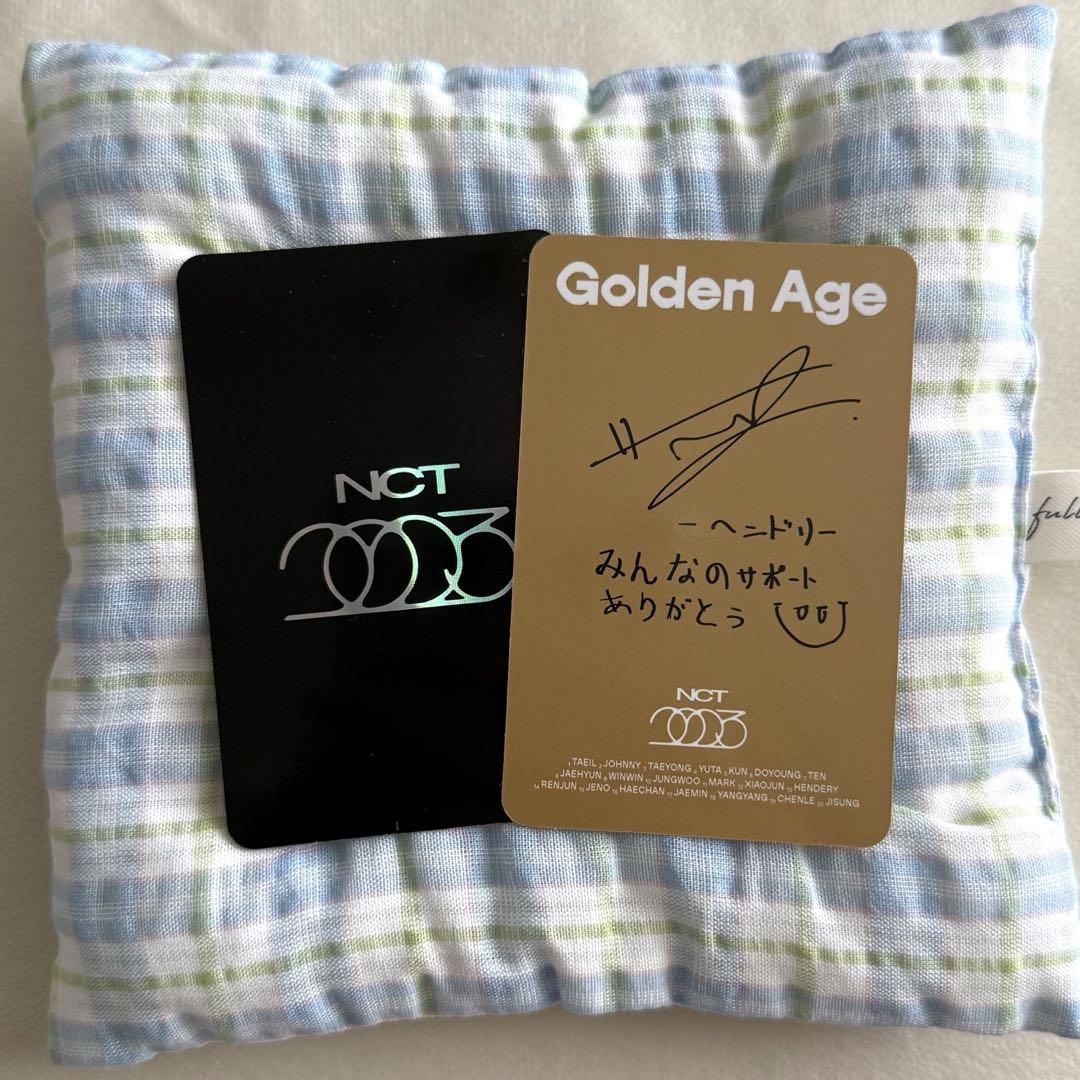 NCT
2023
Golden Age
- ヘンドリー
みんなのサポート
ありがとう
NCT
2023
1 TAEIL 2 JOHNNY 3 TAEYONG 4 YUTA 5 KUN 6 DOYOUNG 7 TEN
8 JAEHYUN 9 WINWIN 10 JUNGWOO 11 MARK 12 XIAOJUN 13 HENDERY
14 RENJUN 15 JENO 16 HAECHAN 17 JAEMIN 18 YANGYANG 19 CHENLE 20 JISUNG